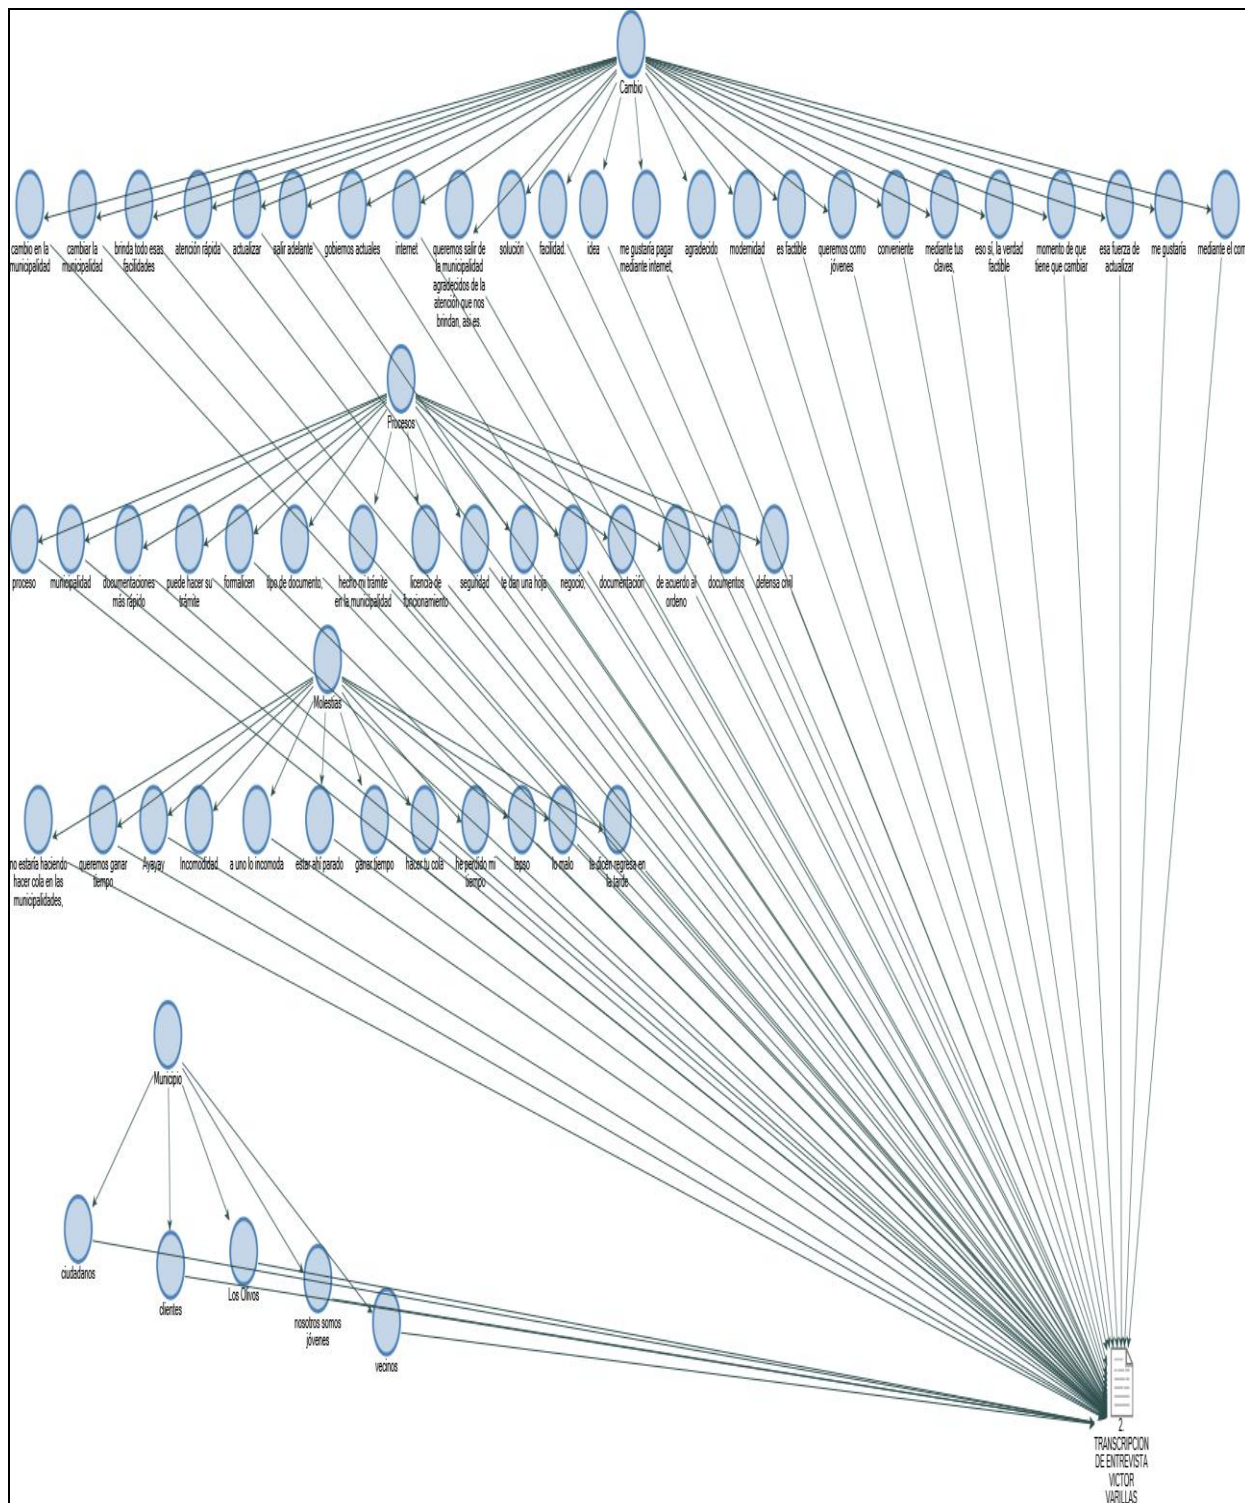 Cambio
cambio en la
municipalidad
cambiar la
municipalidad
brinda todo esas
facilidades
atención rápida
actualizar
salir adelante
gobiernos actuales
internet
queremos salir de
la municipalidad
agradecidos de la
atención que nos
brindan, asi es.
solución
facilidad.
idea
me gustaría pagar
mediante internet,
agradecido
modernidad
es factible
queremos como
jóvenes
conveniente
mediante tus
claves,
eso sí, la verdad
factible
momento de que
tiene que cambiar
esa fuerza de
actualizar
me gustaría
mediante el corr
Procesos
proceso
municipalidad
documentaciones
más rápido
puede hacer su
trámite
formalicen
tipo de documento,
hecho mi trámite
en la municipalidad
licencia de
funcionamiento
seguridad
te dan una hoja
negocio,
documentación
de acuerdo al
ordeno
documentos
defensa civil
Molestias
no estaría haciendo
hacer cola en las
municipalidades,
queremos ganar
tiempo
Ayayay
Incomodidad
a uno lo incomoda
estar ahí parado
ganar tiempo
hacer tu cola
he perdido mi
tiempo
lapso
lo malo
te dicen regresa en
la tarde
Municipio
ciudadanos
clientes
Los Olivos
nosotros somos
jóvenes
vecinos
2.
TRANSCRIPCION
DE ENTREVISTA
VICTOR
VARILLAS